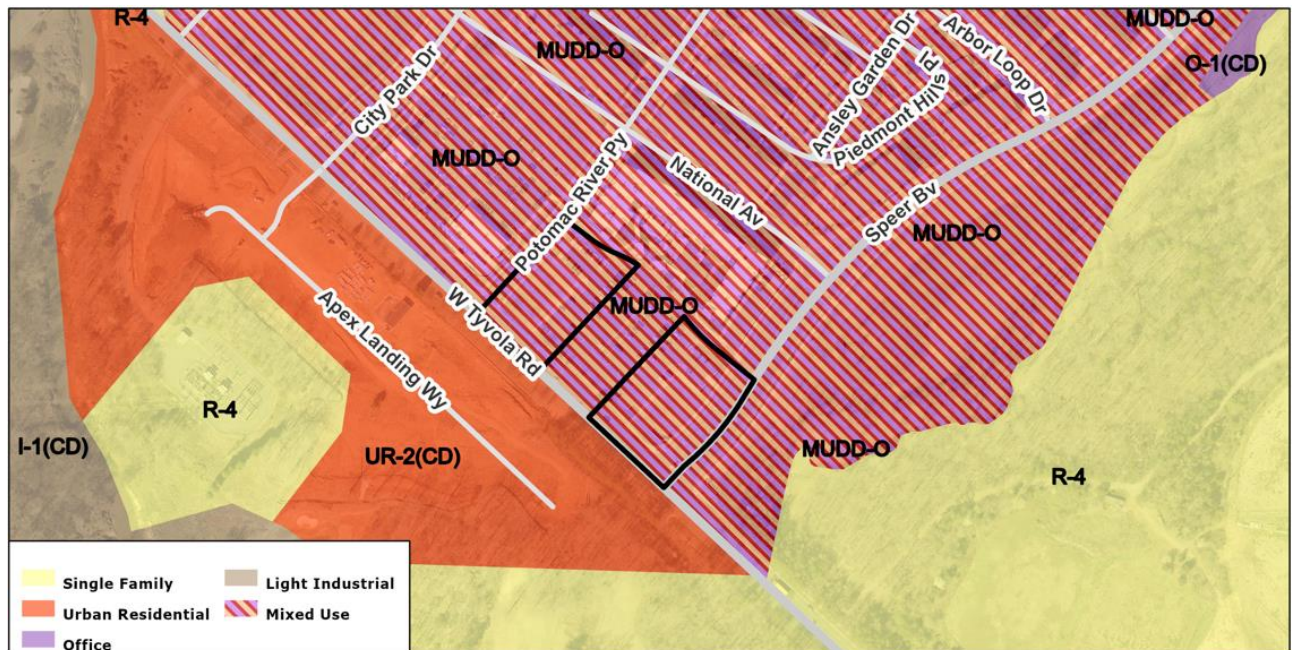 R-4
MUDD-O
O-1(CD)
MUDD-O
Arbor Loop Dr
Ansley Garden Dr
Piedmont Hills
ld
City Park Dr
MUDD-O
Potomac River Py
National Av
Speer Bv
MUDD-O
W Tyvola Rd
MUDD-O
Apex Landing Wy
R-4
I-1(CD)
UR-2(CD)
MUDD-O
R-4
Single Family
Light Industrial
Urban Residential
Mixed Use
Office